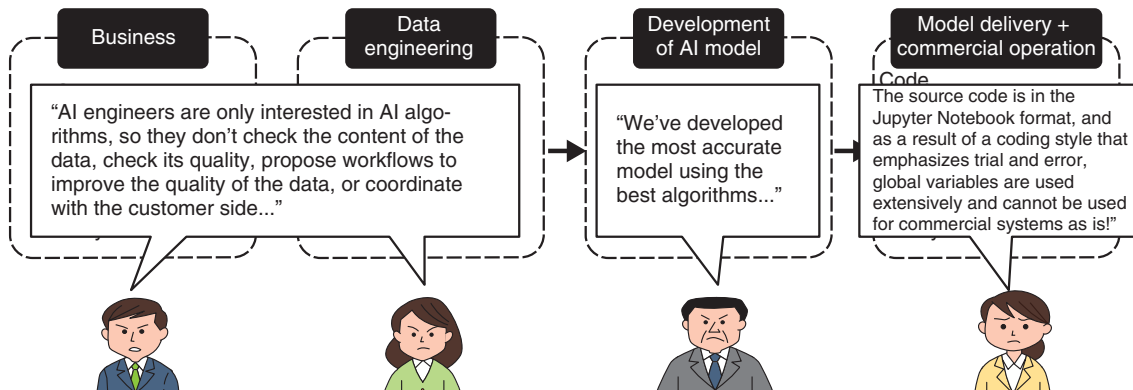 Business
Data
engineering
Development
of AI model
Model delivery +
commercial operation
“AI engineers are only interested in AI algo-
rithms, so they don’t check the content of the
data, check its quality, propose workflows to
improve the quality of the data, or coordinate
with the customer side...”
“We’ve developed
the most accurate
model using the
best algorithms...”
Code
The source code is in the
Jupyter Notebook format, and
as a result of a coding style that
emphasizes trial and error,
global variables are used
extensively and cannot be used
for commercial systems as is!”